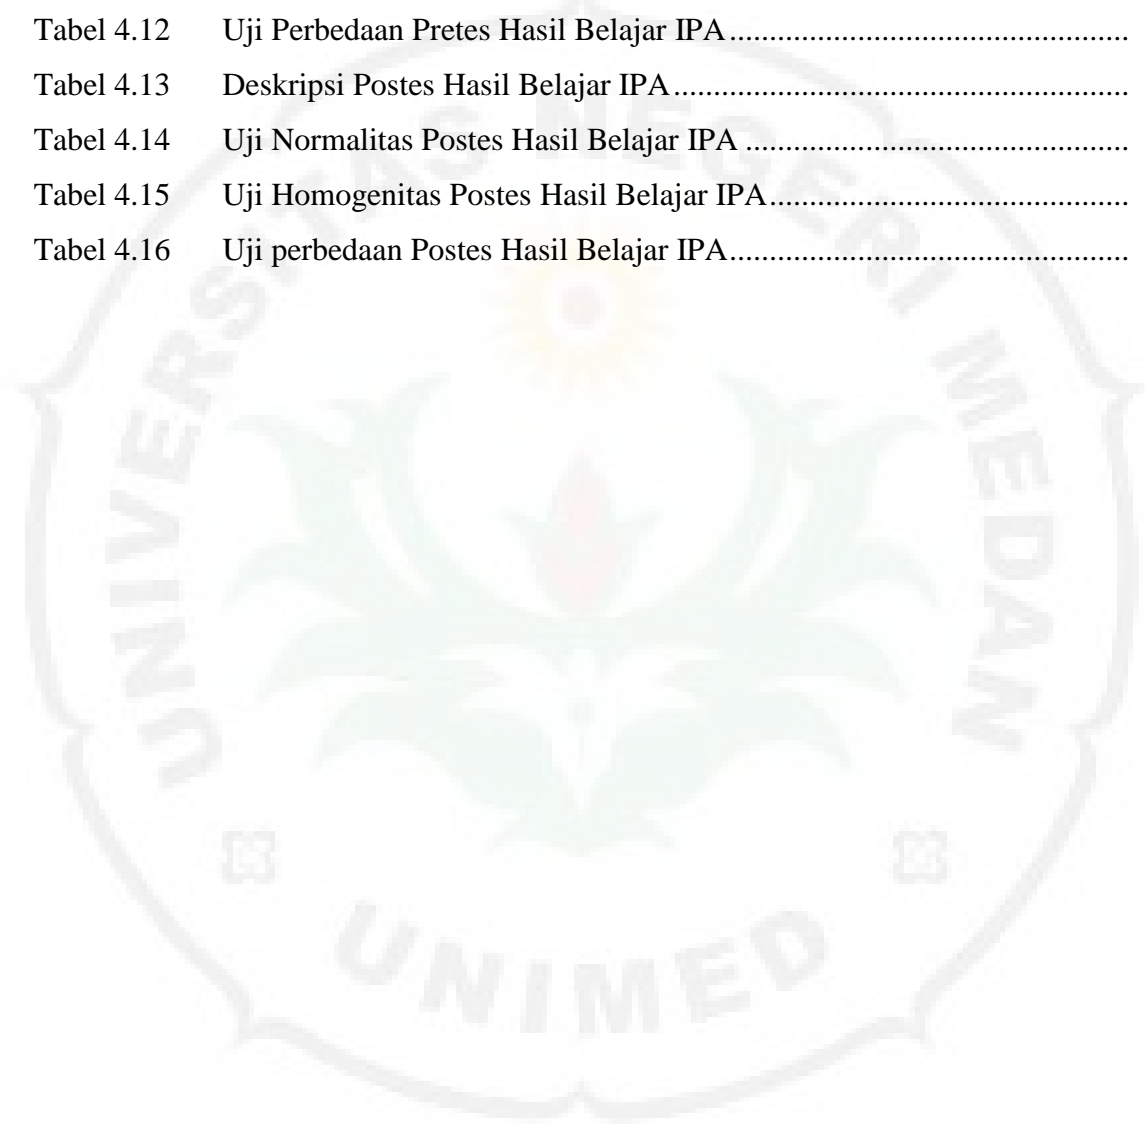 Tabel 4.12 Uji Perbedaan Pretes Hasil Belajar IPA..................................................
Tabel 4.13 Deskripsi Postes Hasil Belajar IPA.........................................................
Tabel 4.14 Uji Normalitas Postes Hasil Belajar IPA ................................................
Tabel 4.15 Uji Homogenitas Postes Hasil Belajar IPA.............................................
Tabel 4.16 Uji perbedaan Postes Hasil Belajar IPA..................................................
UNIVERSITAS NEGERI MEDAN
UNIMED